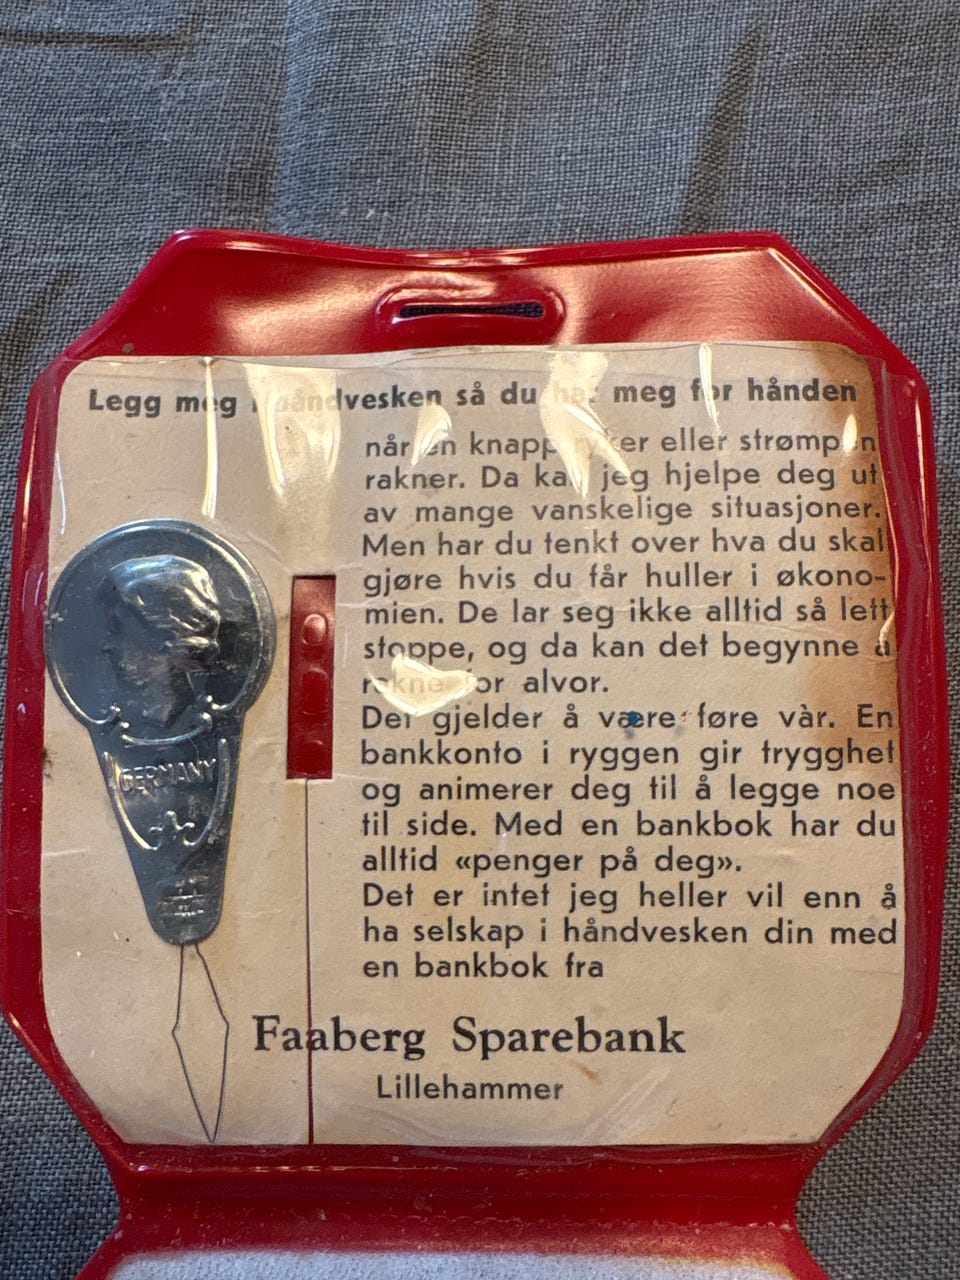 Legg meg i håndvesken så du har meg for hånden
når en knapp ryker eller strømpen
rakner. Da kan jeg hjelpe deg ut
av mange vanskelige situasjoner.
Men har du tenkt over hva du skal
gjøre hvis du får huller i økono-
mien. De lar seg ikke alltid så lett
stoppe, og da kan det begynne å
rakne for alvor.
Det gjelder å være føre vàr. En
bankkonto i ryggen gir trygghet
og animerer deg til å legge noe
til side. Med en bankbok har du
alltid «penger på deg».
Det er intet jeg heller vil enn å
ha selskap i håndvesken din med
en bankbok fra
Faaberg Sparebank
Lillehammer
GERMANY